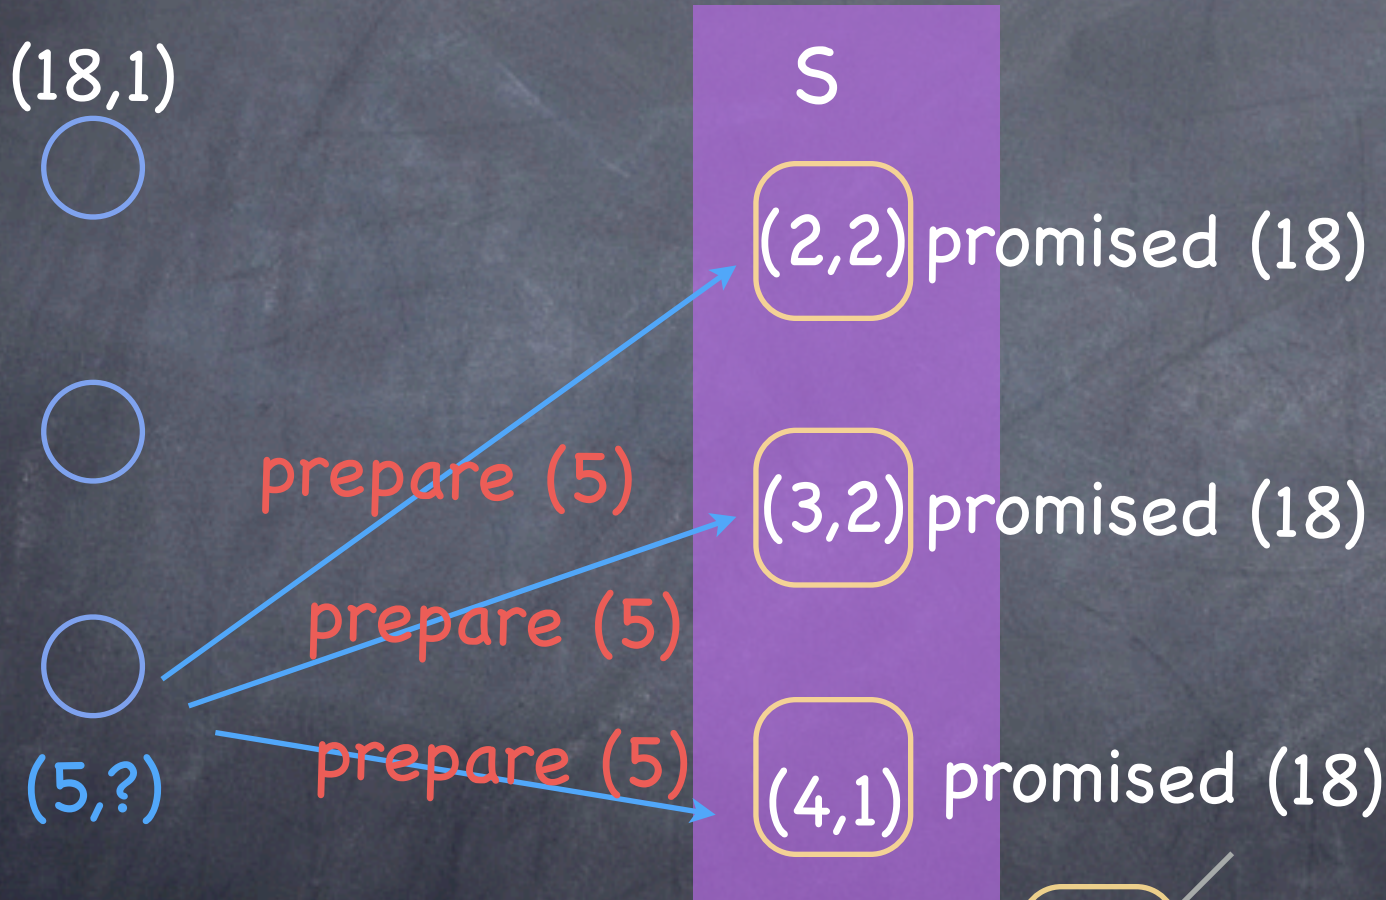 (18,1)
S
(2,2) promised (18)
prepare (5)
(3,2) promised (18)
prepare (5)
prepare (5)
(5,?)
(4,1) promised (18)